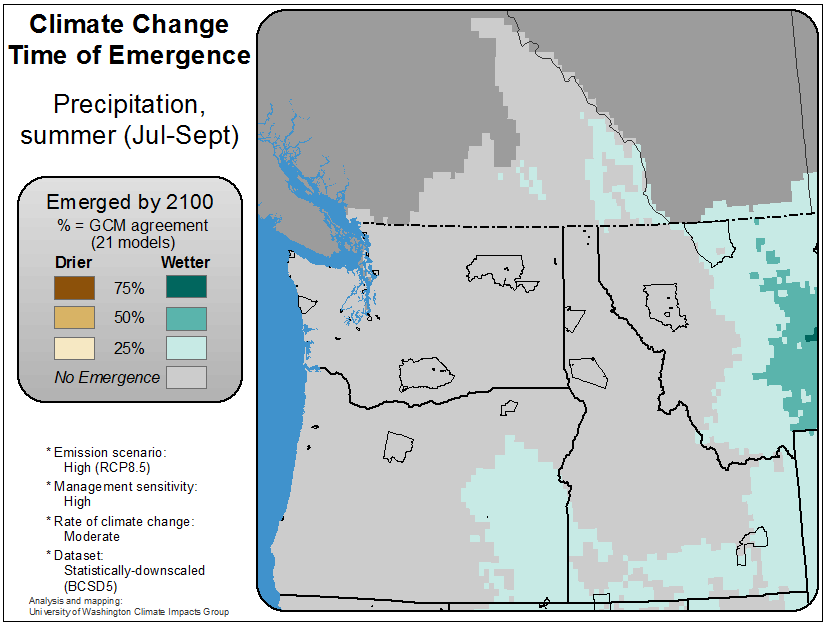 Climate Change
Time of Emergence
Precipitation,
summer (Jul-Sept)
Emerged by 2100
% = GCM agreement
(21 models)
Drier Wetter
75%
50%
25%
No Emergence
* Emission scenario:
High (RCP8.5)
* Management sensitivity:
High
* Rate of climate change:
Moderate
* Dataset:
Statistically-downscaled
(BCSD5)
Analysis and mapping:
University of Washington Climate Impacts Group